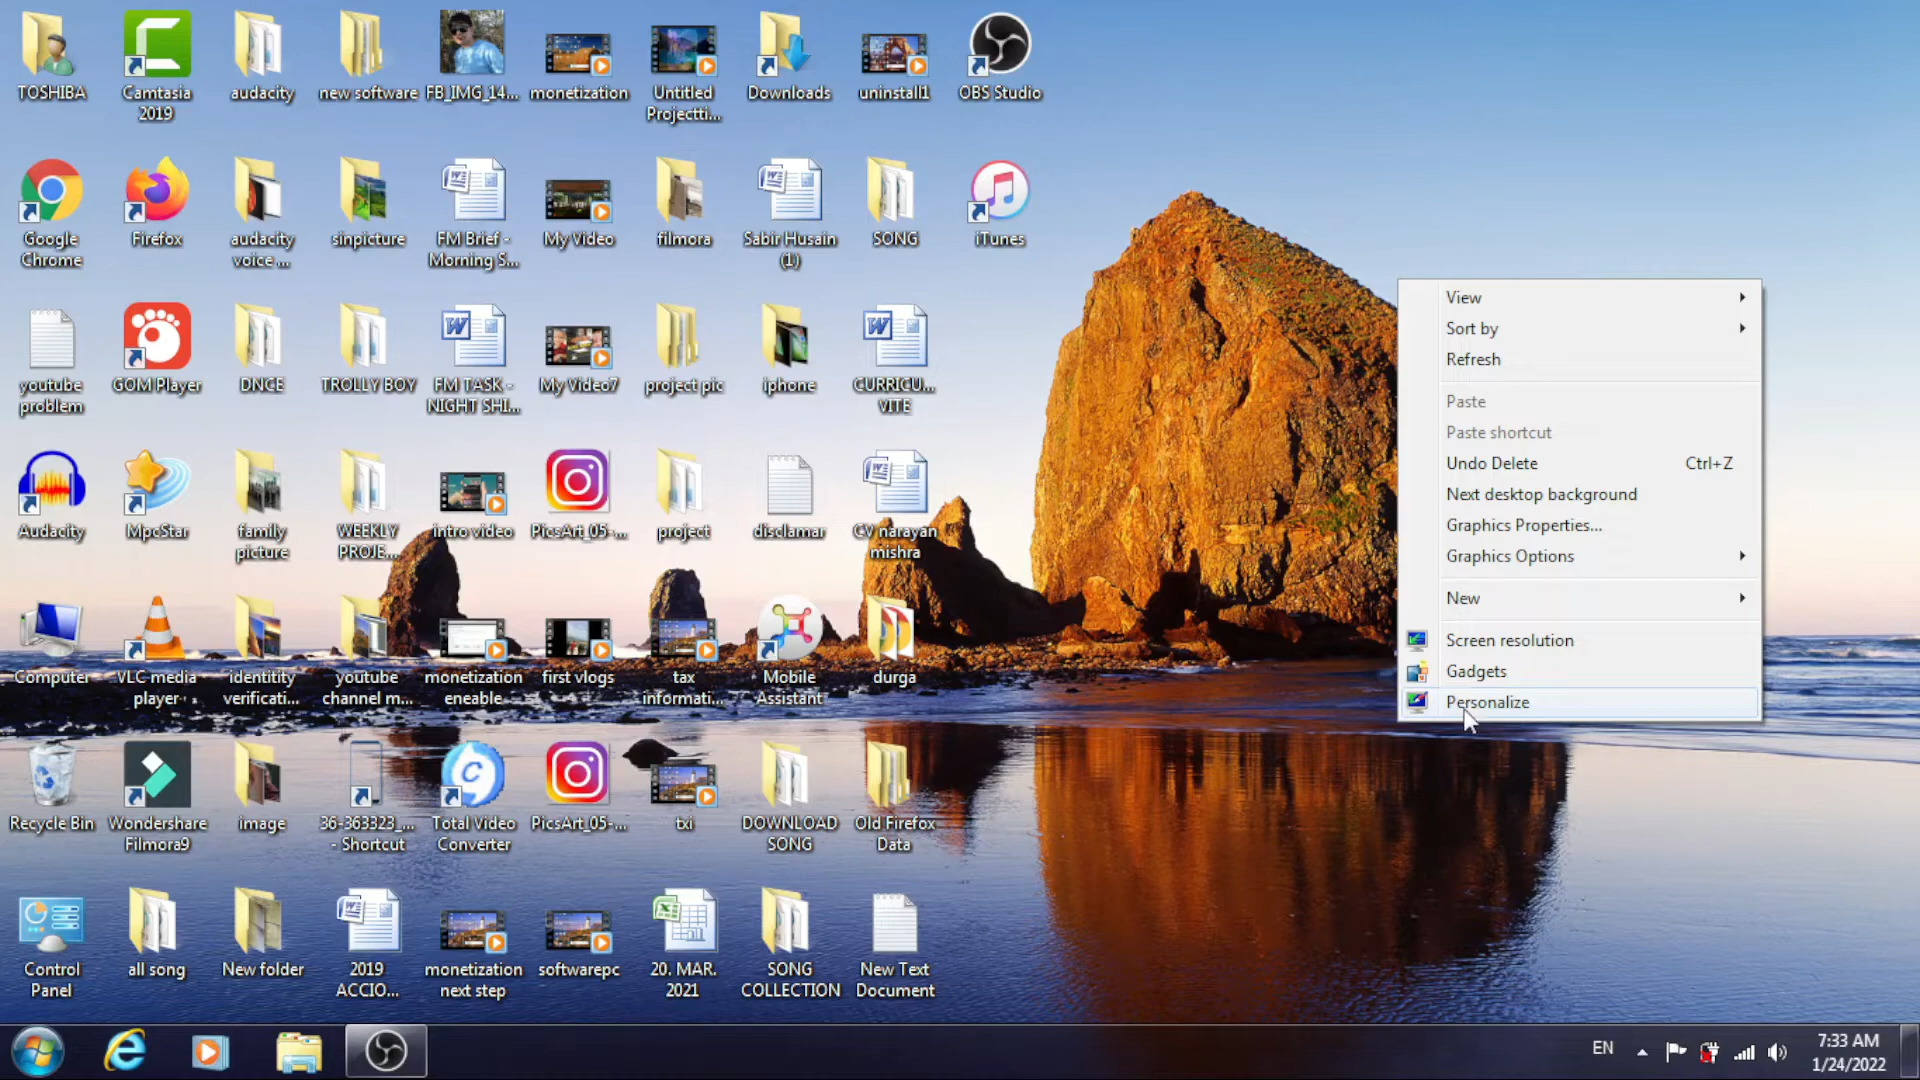 TOSHIBA
Camtasia
2019
audacity
new software
FB_IMG_14...
monetization
Untitled
Projectti...
Downloads
uninstall1
OBS Studio
Google
Chrome
Firefox
audacity
voice ...
sinpicture
FM Brief -
Morning S...
My Video
filmora
Sabir Husain
(1)
SONG
iTunes
youtube
problem
GOM Player
DNCE
TROLLY BOY
FM TASK -
NIGHT SHI...
My Video7
project pic
iphone
CURRICU...
VITE
Audacity
MpcStar
family
picture
WEEKLY
PROJE...
intro video
PicsArt_05-...
project
disclamar
CV narayan
mishra
Computer
VLC media
player
identitity
verificati...
youtube
channel m...
monetization
eneable
first vlogs
tax
informati...
Mobile
Assistant
durga
Recycle Bin
Wondershare
Filmora9
image
36-363323_...
- Shortcut
Total Video
Converter
PicsArt_05-...
txi
DOWNLOAD
SONG
Old Firefox
Data
Control
Panel
all song
New folder
2019
ACCIO...
monetization
next step
softwarepc
20. MAR.
2021
SONG
COLLECTION
New Text
Document
View
Sort by
Refresh
Paste
Paste shortcut
Undo Delete Ctrl+Z
Next desktop background
Graphics Properties...
Graphics Options
New
Screen resolution
Gadgets
Personalize
EN
7:33 AM
1/24/2022